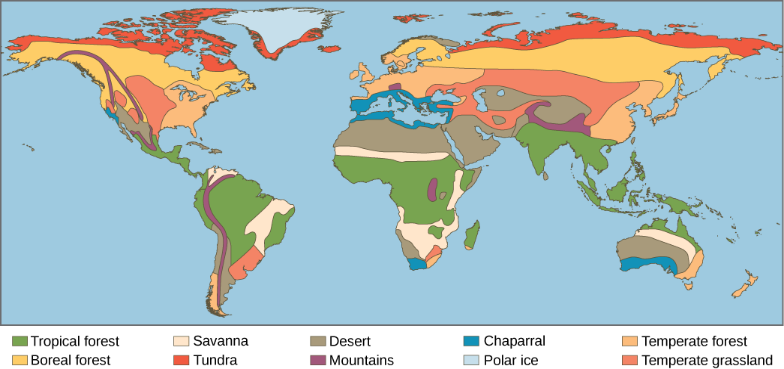 Tropical forest Savanna Desert Chaparral Temperate forest
Boreal forest Tundra Mountains Polar ice Temperate grassland